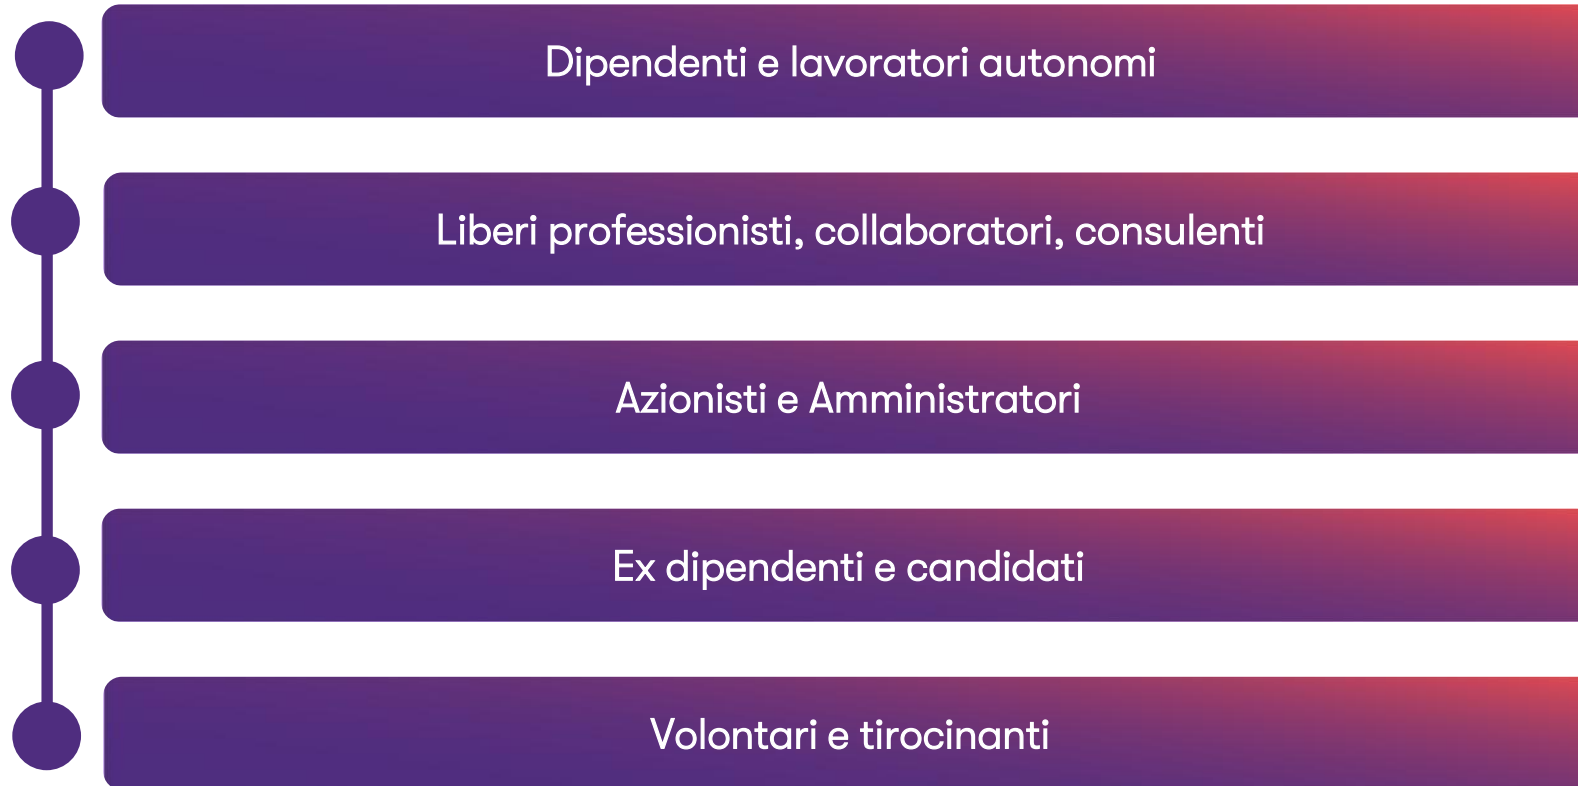 Dipendenti e lavoratori autonomi
Liberi professionisti, collaboratori, consulenti
Azionisti e Amministratori
Ex dipendenti e candidati
Volontari e tirocinanti